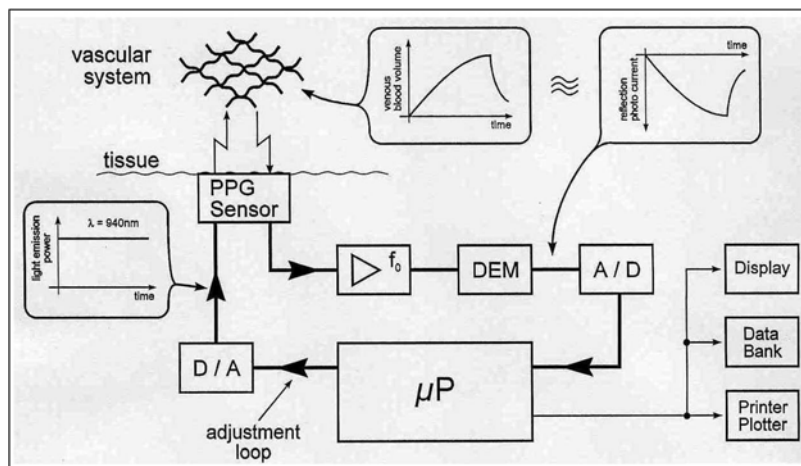 vascular
system
venous
blood volume
time
time
reflection
photo current
tissue
PPG
Sensor
λ = 940nm
light emission
power
time
f₀
DEM
A / D
Display
D / A
μP
Data
Bank
adjustment
loop
Printer
Plotter